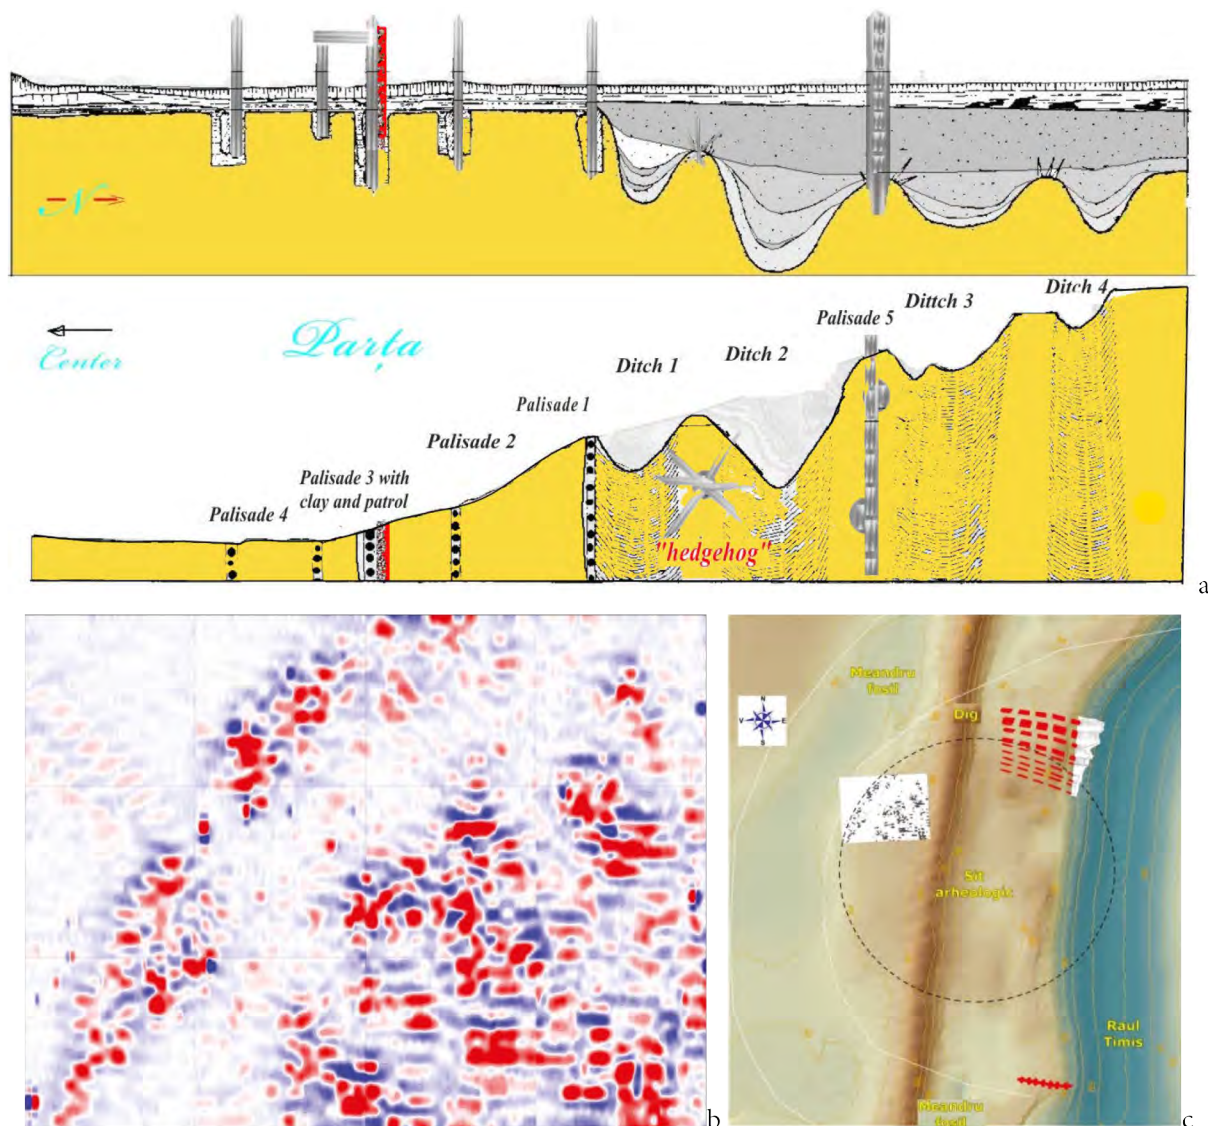 N
Center
Parța
Palisade 4
Palisade 3 with
clay and patrol
Palisade 2
Palisade 1
Ditch 1
Ditch 2
Palisade 5
Dittch 3
Ditch 4
"hedgehog"
a
b
Meandru
fosil
N
V E
S
Dig
Sit
arheologic
Raul
Timis
Meandru
fosil
c